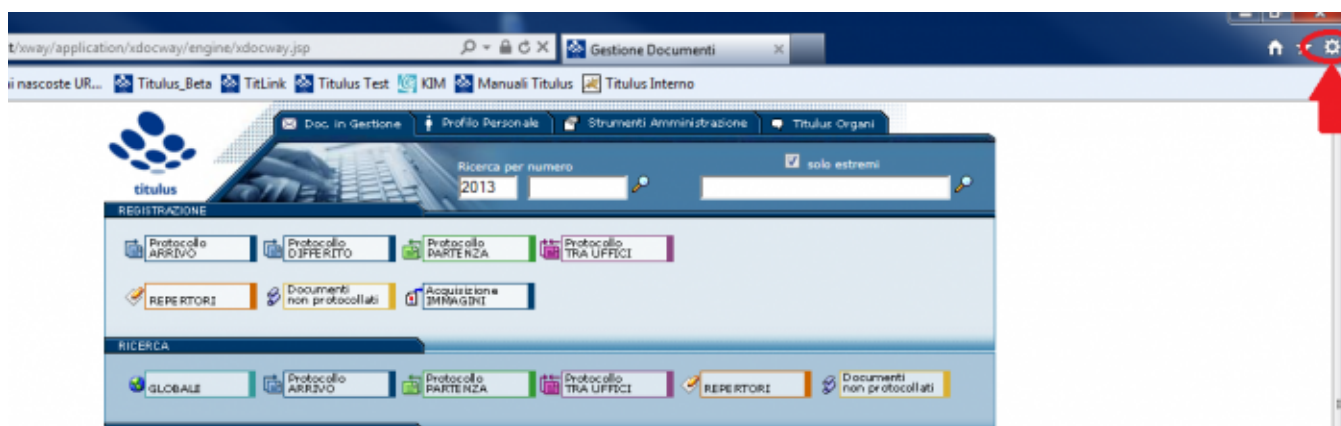 t/xway/application/xdocway/engine/xdocway.jsp
Gestione Documenti
i nascoste UR... Titulus_Beta TitLink Titulus Test KIM Manuali Titulus Titulus Interno
Doc. in Gestione Profilo Personale Strumenti Amministrazione Titulus Organi
titulus
Ricerca per numero
solo estremi
2013
REGISTRAZIONE
Protocollo ARRIVO
Protocollo DIFFERITO
Protocollo PARTENZA
Protocollo TRA UFFICI
REPERTORI
Documenti non protocollati
Acquisizione IMMAGINI
RICERCA
GLOBALE
Protocollo ARRIVO
Protocollo PARTENZA
Protocollo TRA UFFICI
REPERTORI
Documenti non protocollati